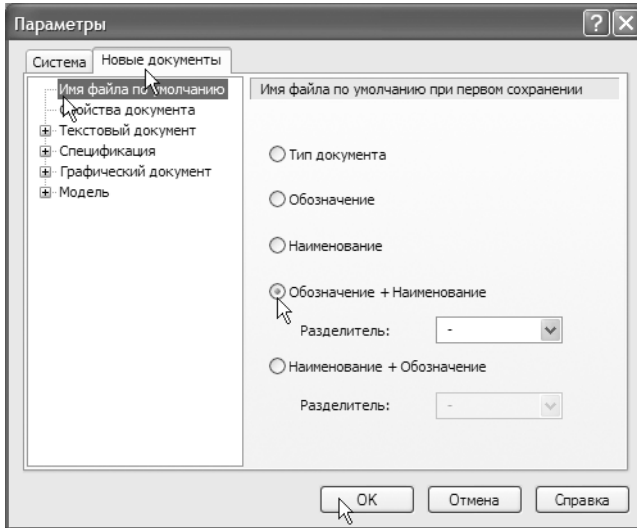 Параметры
Система Новые документы
Имя файла по умолчанию
Свойства документа
Текстовый документ
Спецификация
Графический документ
Модель
Имя файла по умолчанию при первом сохранении
Тип документа
Обозначение
Наименование
Обозначение + Наименование
Разделитель: -
Наименование + Обозначение
Разделитель: -
OK Отмена Справка